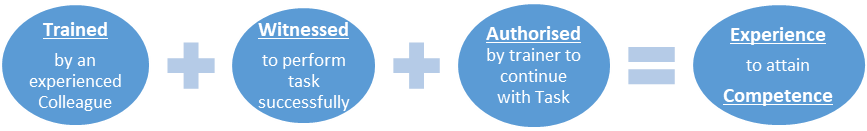 Trained
by an
experienced
Colleague
+
Witnessed
to perform
task
successfully
+
Authorised
by trainer to
continue
with Task
=
Experience
to attain
Competence